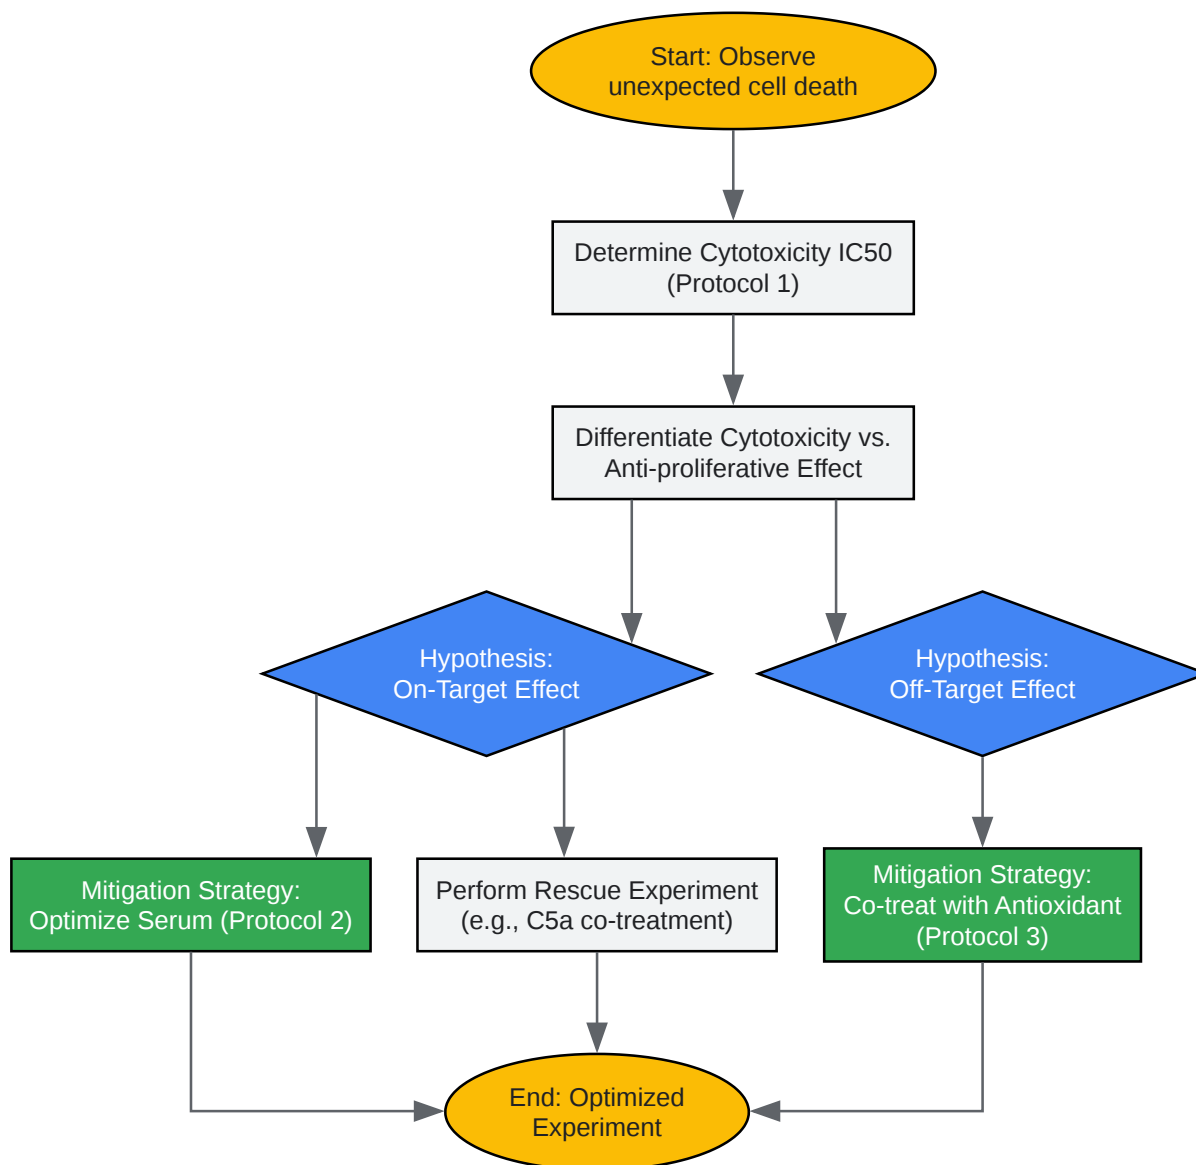 Start: Observe
unexpected cell death
Determine Cytotoxicity IC50
(Protocol 1)
Differentiate Cytotoxicity vs.
Anti-proliferative Effect
Hypothesis:
On-Target Effect
Hypothesis:
Off-Target Effect
Mitigation Strategy:
Optimize Serum (Protocol 2)
Perform Rescue Experiment
(e.g., C5a co-treatment)
Mitigation Strategy:
Co-treat with Antioxidant
(Protocol 3)
End: Optimized
Experiment